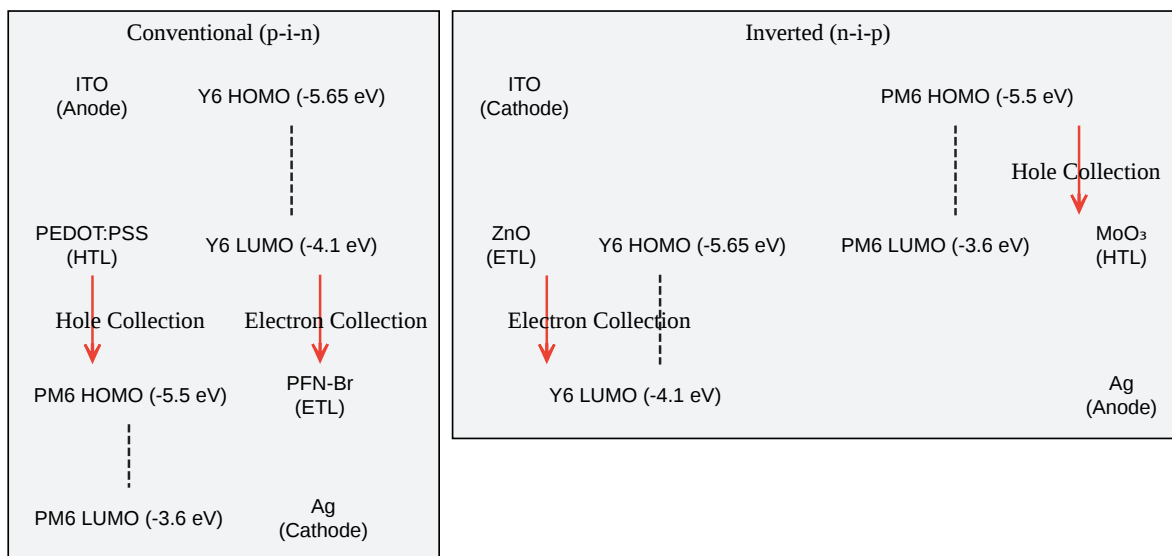 Conventional (p-i-n)
ITO
(Anode)
Y6 HOMO (-5.65 eV)
PEDOT:PSS
(HTL)
Y6 LUMO (-4.1 eV)
Hole Collection
Electron Collection
PM6 HOMO (-5.5 eV)
PFN-Br
(ETL)
PM6 LUMO (-3.6 eV)
Ag
(Cathode)
Inverted (n-i-p)
ITO
(Cathode)
PM6 HOMO (-5.5 eV)
Hole Collection
ZnO
(ETL)
Y6 HOMO (-5.65 eV)
PM6 LUMO (-3.6 eV)
MoO₃
(HTL)
Electron Collection
Y6 LUMO (-4.1 eV)
Ag
(Anode)